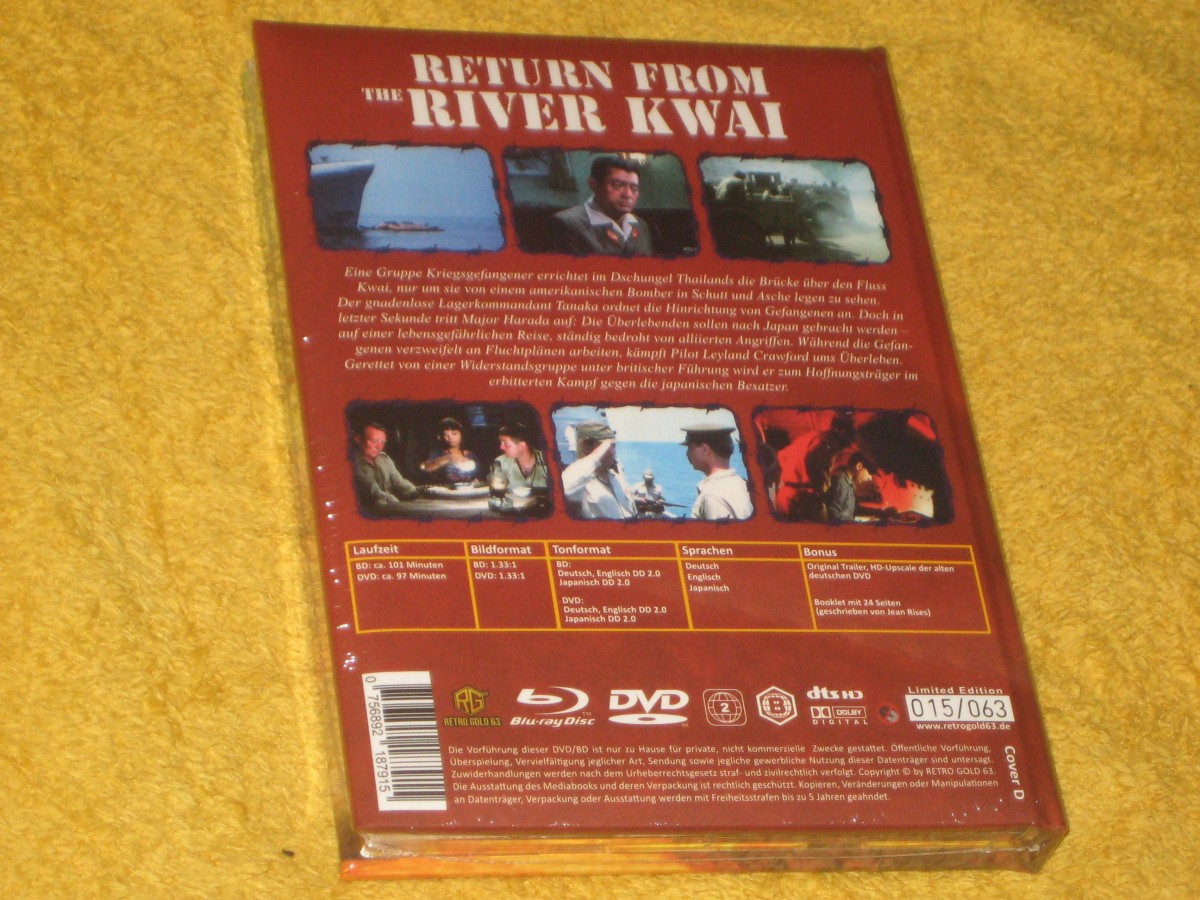 RETURN FROM
THE RIVER KWAI
Eine Gruppe Kriegsgefangener errichtet im Dschungel Thailands die Brücke über den Fluss
Kwai, nur um sie von einem amerikanischen Bomber in Schutt und Asche legen zu sehen.
Der gnadenlose Lagerkommandant Tanaka ordnet die Hinrichtung von Gefangenen an. Doch in
letzter Sekunde tritt Major Harada auf: Die Überlebenden sollen nach Japan gebracht werden –
auf einer lebensgefährlichen Reise, ständig bedroht von alliierten Angriffen. Während die Gefan-
genen verzweifelt an Fluchtplänen arbeiten, kämpft Pilot Leyland Crawford ums Überleben.
Gerettet von einer Widerstandsgruppe unter britischer Führung wird er zum Hoffnungsträger im
erbitterten Kampf gegen die japanischen Besatzer.
Laufzeit
BD: ca. 101 Minuten
DVD: ca. 97 Minuten
Bildformat
BD: 1.33:1
DVD: 1.33:1
Tonformat
BD:
Deutsch, Englisch DD 2.0
Japanisch DD 2.0
DVD:
Deutsch, Englisch DD 2.0
Japanisch DD 2.0
Sprachen
Deutsch
Englisch
Japanisch
Bonus
Original Trailer, HD-Upscale der alten
deutschen DVD
Booklet mit 24 Seiten
(geschrieben von Jean Rises)
0 756892 187915
RG
RETRO GOLD 63
Blu-ray Disc
DVD
2
dts HD
DOLBY
DIGITAL
Limited Edition
015/063
www.retrogold63.de
Die Vorführung dieser DVD/BD ist nur zu Hause für private, nicht kommerzielle Zwecke gestattet. Öffentliche Vorführung,
Überspielung, Vervielfältigung jeglicher Art, Sendung sowie jegliche gewerbliche Nutzung dieser Datenträger sind untersagt.
Zuwiderhandlungen werden nach dem Urheberrechtsgesetz straf- und zivilrechtlich verfolgt. Copyright © by RETRO GOLD 63.
Die Ausstattung des Mediabooks und deren Verpackung ist rechtlich geschützt. Kopieren, Veränderungen oder Manipulationen
an Datenträger, Verpackung oder Ausstattung werden mit Freiheitsstrafen bis zu 5 Jahren geahndet.
Cover D